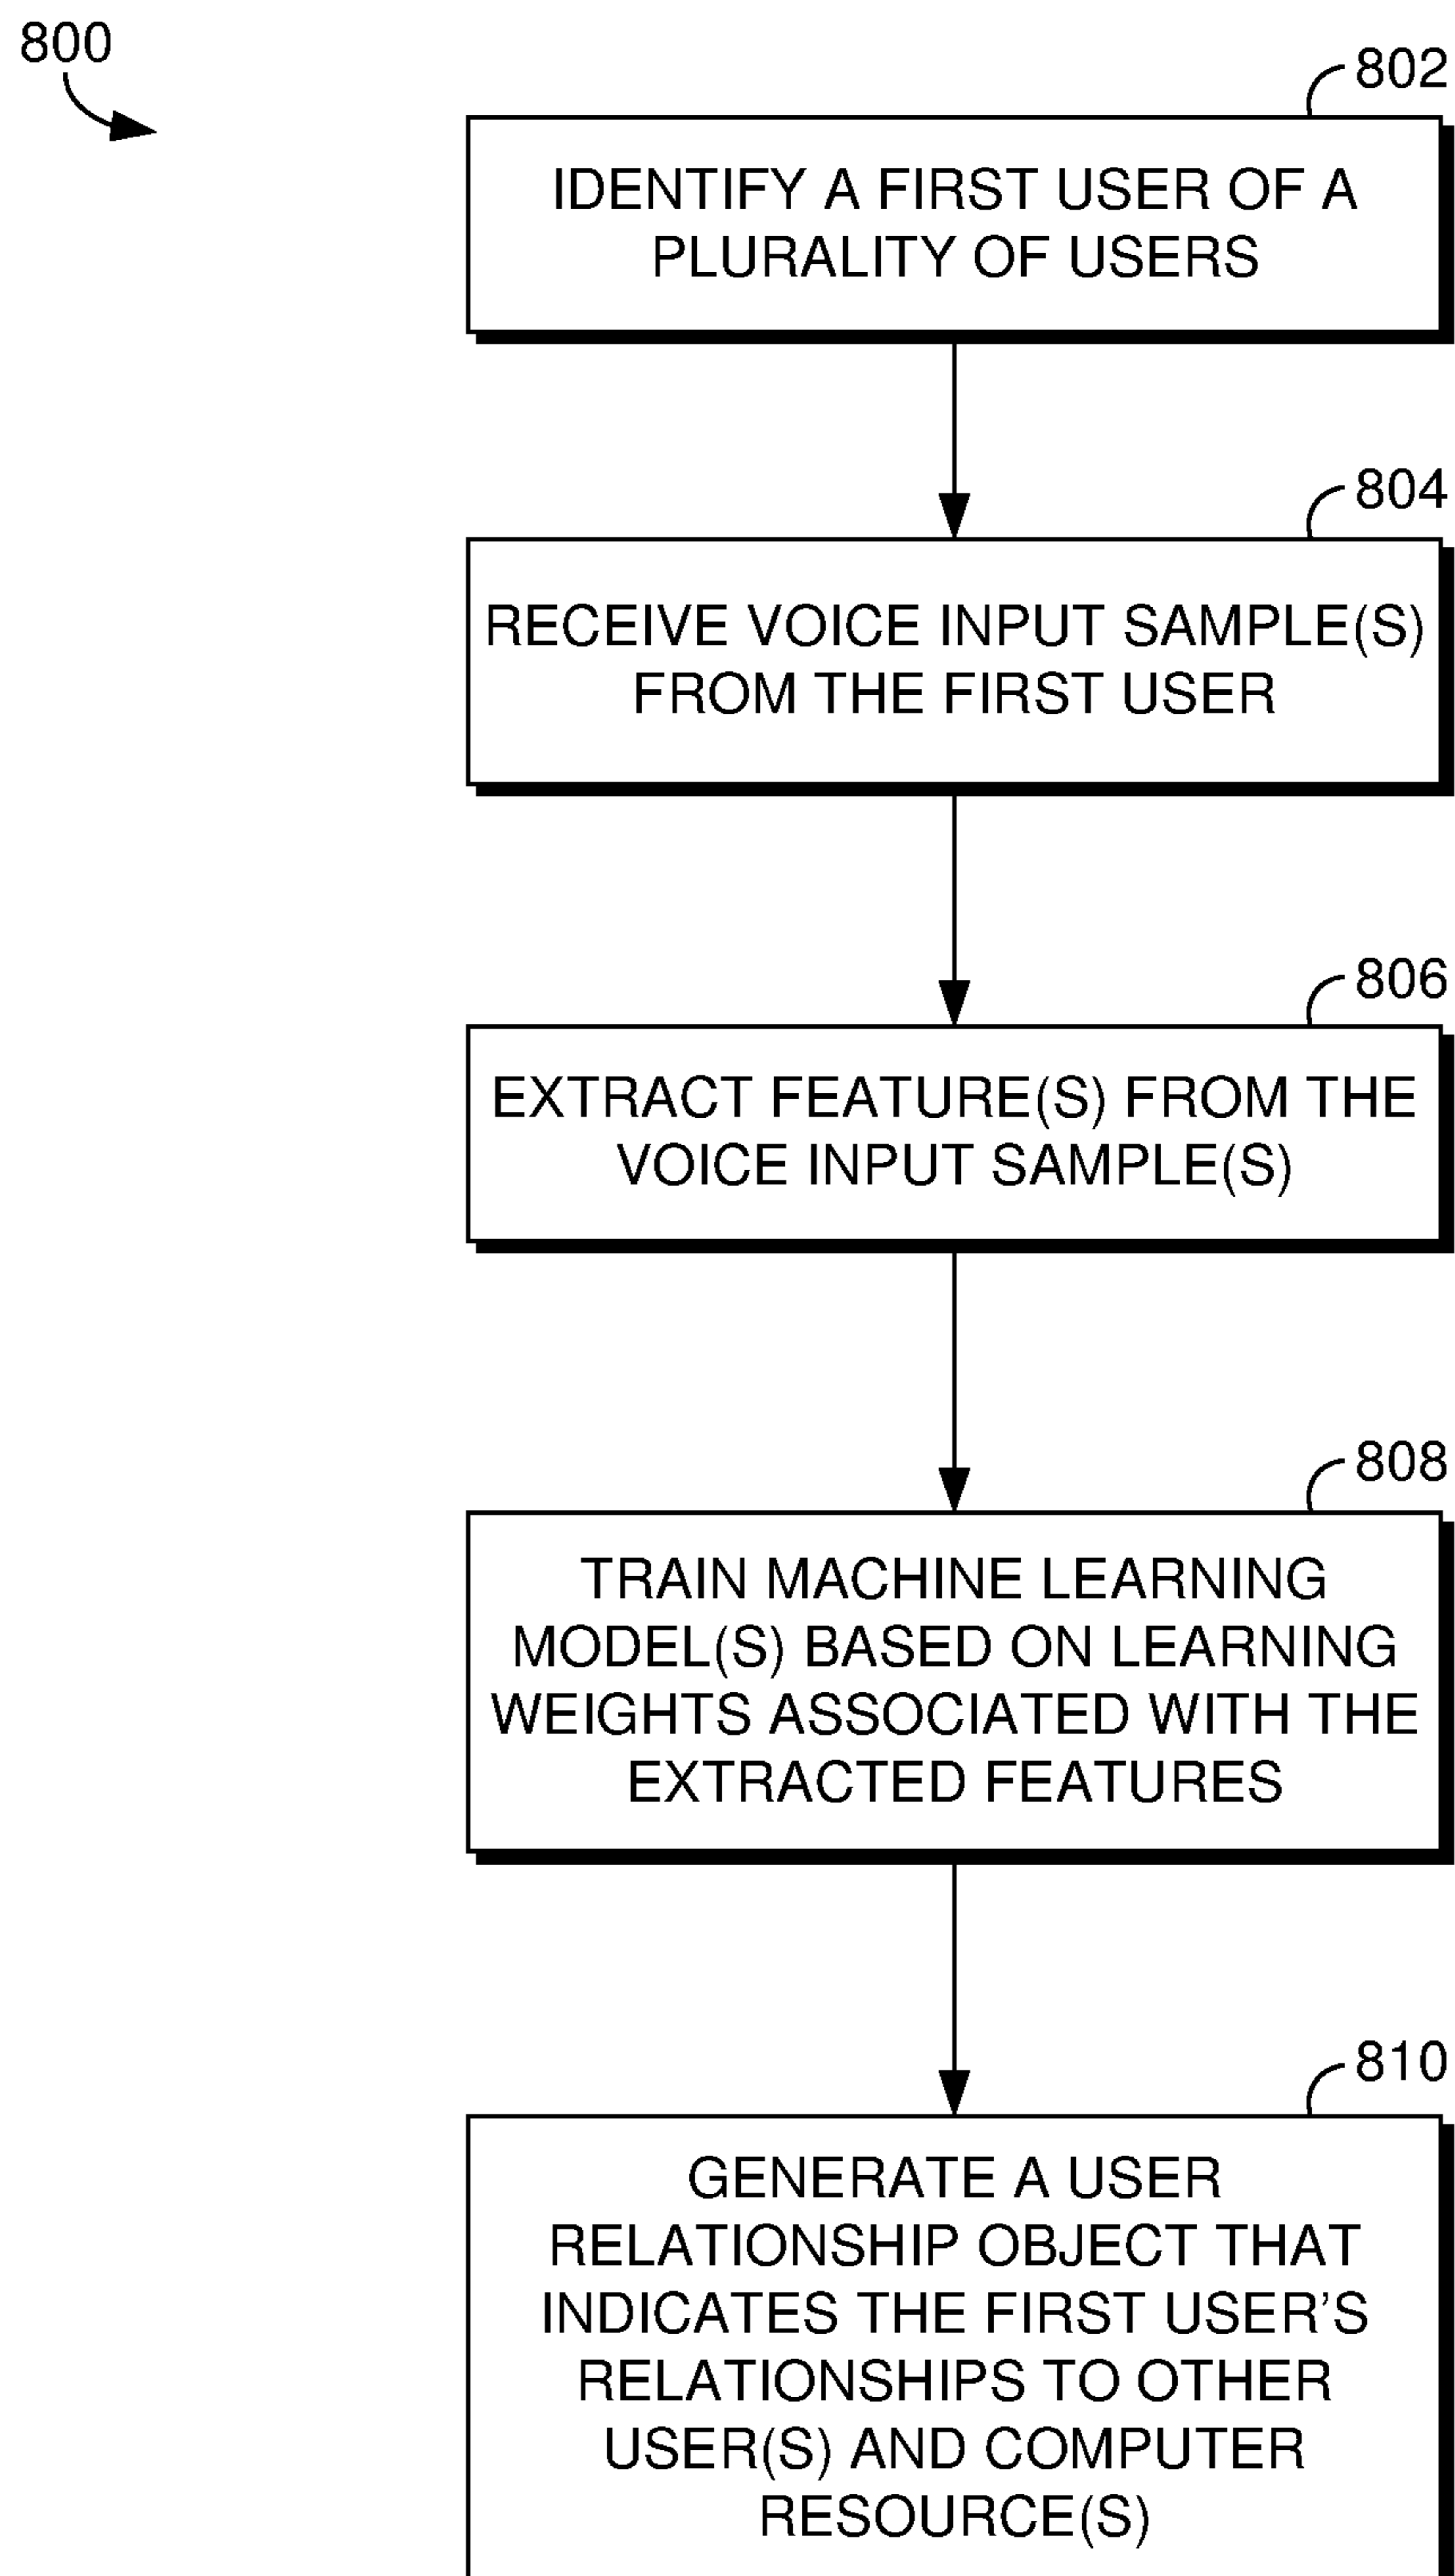 800
802
IDENTIFY A FIRST USER OF A
PLURALITY OF USERS
804
RECEIVE VOICE INPUT SAMPLE(S)
FROM THE FIRST USER
806
EXTRACT FEATURE(S) FROM THE
VOICE INPUT SAMPLE(S)
808
TRAIN MACHINE LEARNING
MODEL(S) BASED ON LEARNING
WEIGHTS ASSOCIATED WITH THE
EXTRACTED FEATURES
810
GENERATE A USER
RELATIONSHIP OBJECT THAT
INDICATES THE FIRST USER’S
RELATIONSHIPS TO OTHER
USER(S) AND COMPUTER
RESOURCE(S)